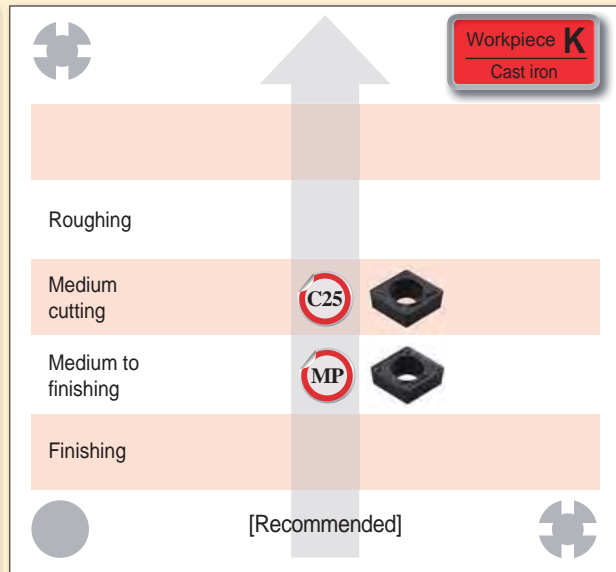 Workpiece K
Cast iron
Roughing
Medium
cutting
C25
Medium to
finishing
MP
Finishing
[Recommended]